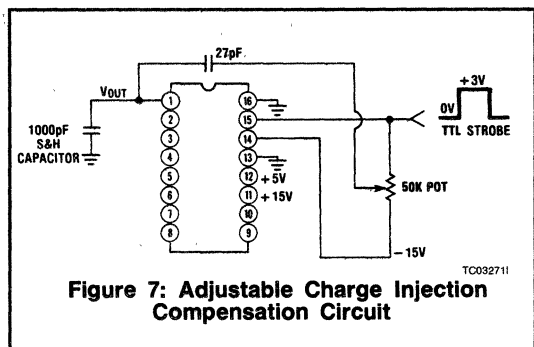 27pF
VOUT
+3V
0V
TTL STROBE
1000pF
S&H
CAPACITOR
1
2
3
4
5
6
7
8
16
15
14
13
12
11
10
9
+5V
+15V
50K POT
-15V
TC03271I
Figure 7: Adjustable Charge Injection
Compensation Circuit